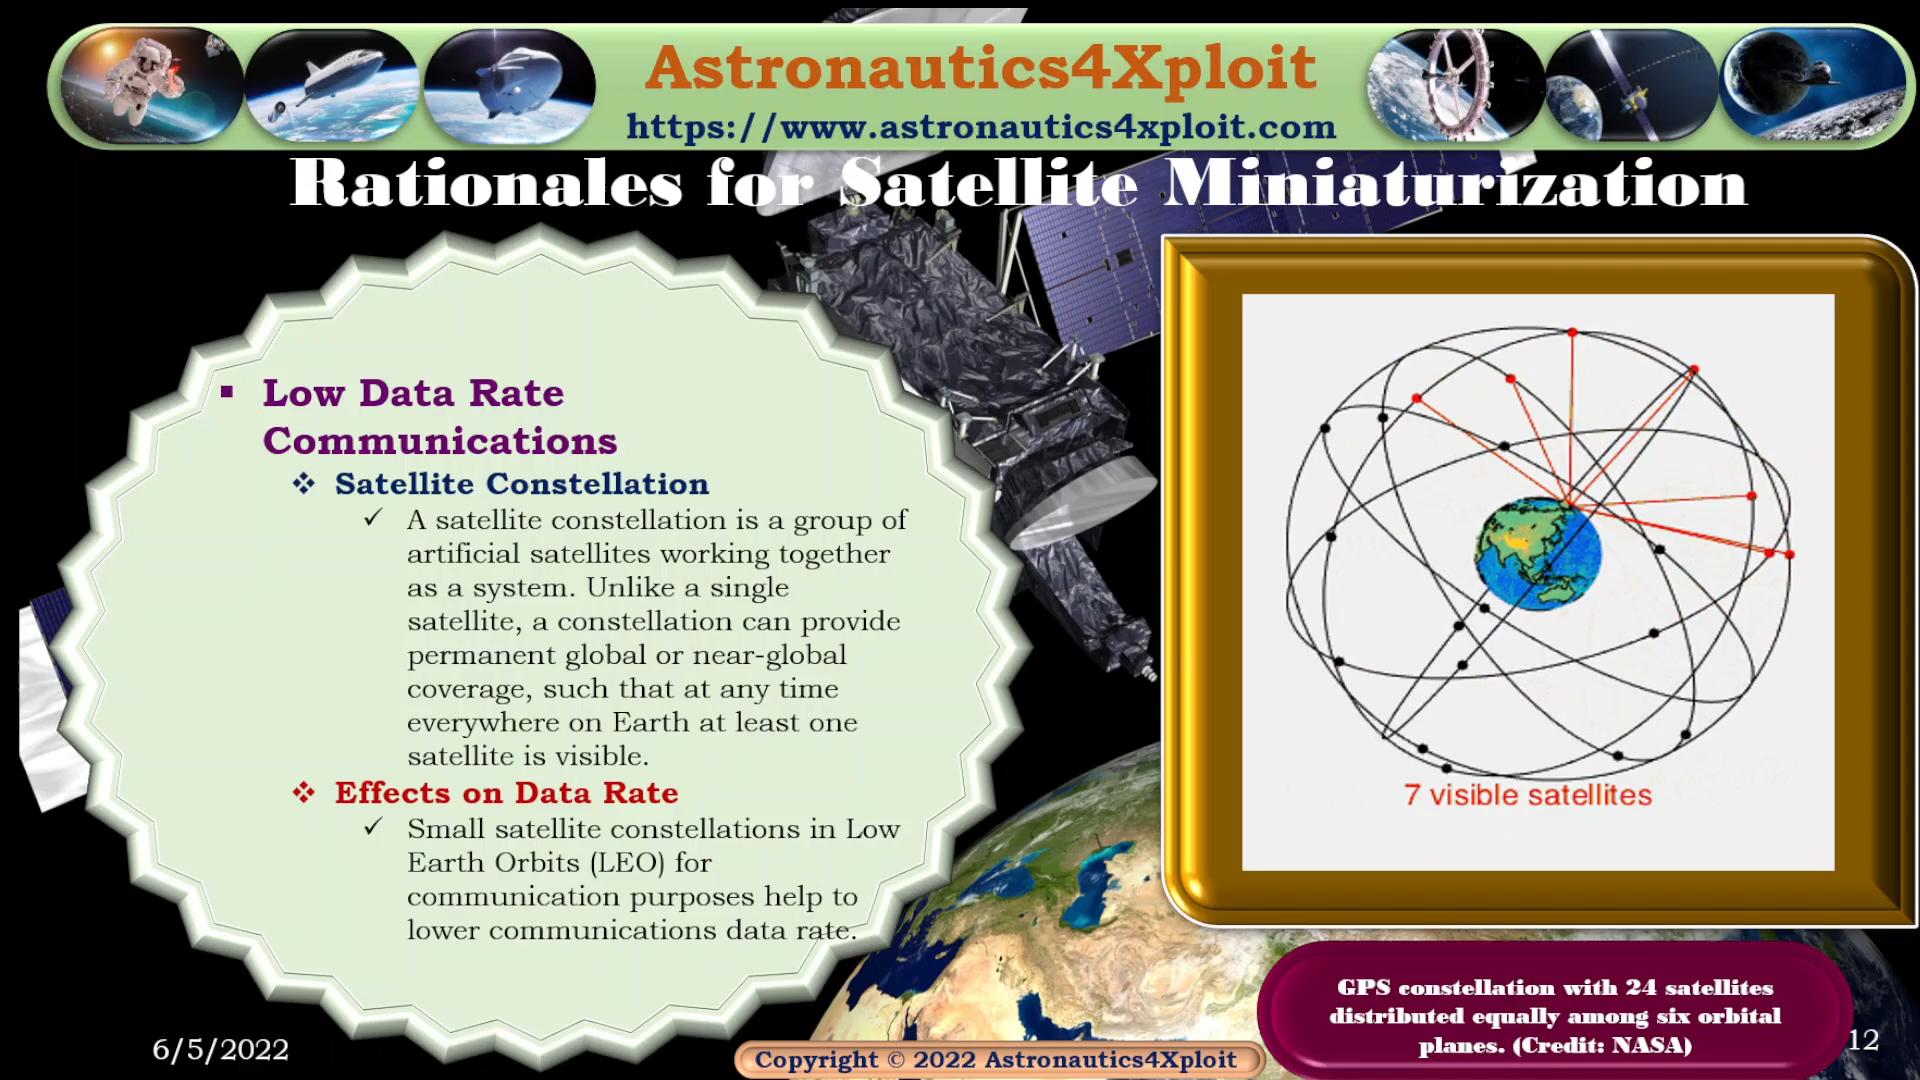 Astronautics4Xploit
https://www.astronautics4xploit.com
Rationales for Satellite Miniaturization
▪ Low Data Rate
Communications
❖ Satellite Constellation
✓ A satellite constellation is a group of
artificial satellites working together
as a system. Unlike a single
satellite, a constellation can provide
permanent global or near-global
coverage, such that at any time
everywhere on Earth at least one
satellite is visible.
❖ Effects on Data Rate
✓ Small satellite constellations in Low
Earth Orbits (LEO) for
communication purposes help to
lower communications data rate.
7 visible satellites
GPS constellation with 24 satellites
distributed equally among six orbital
planes. (Credit: NASA)
6/5/2022
Copyright © 2022 Astronautics4Xploit
12